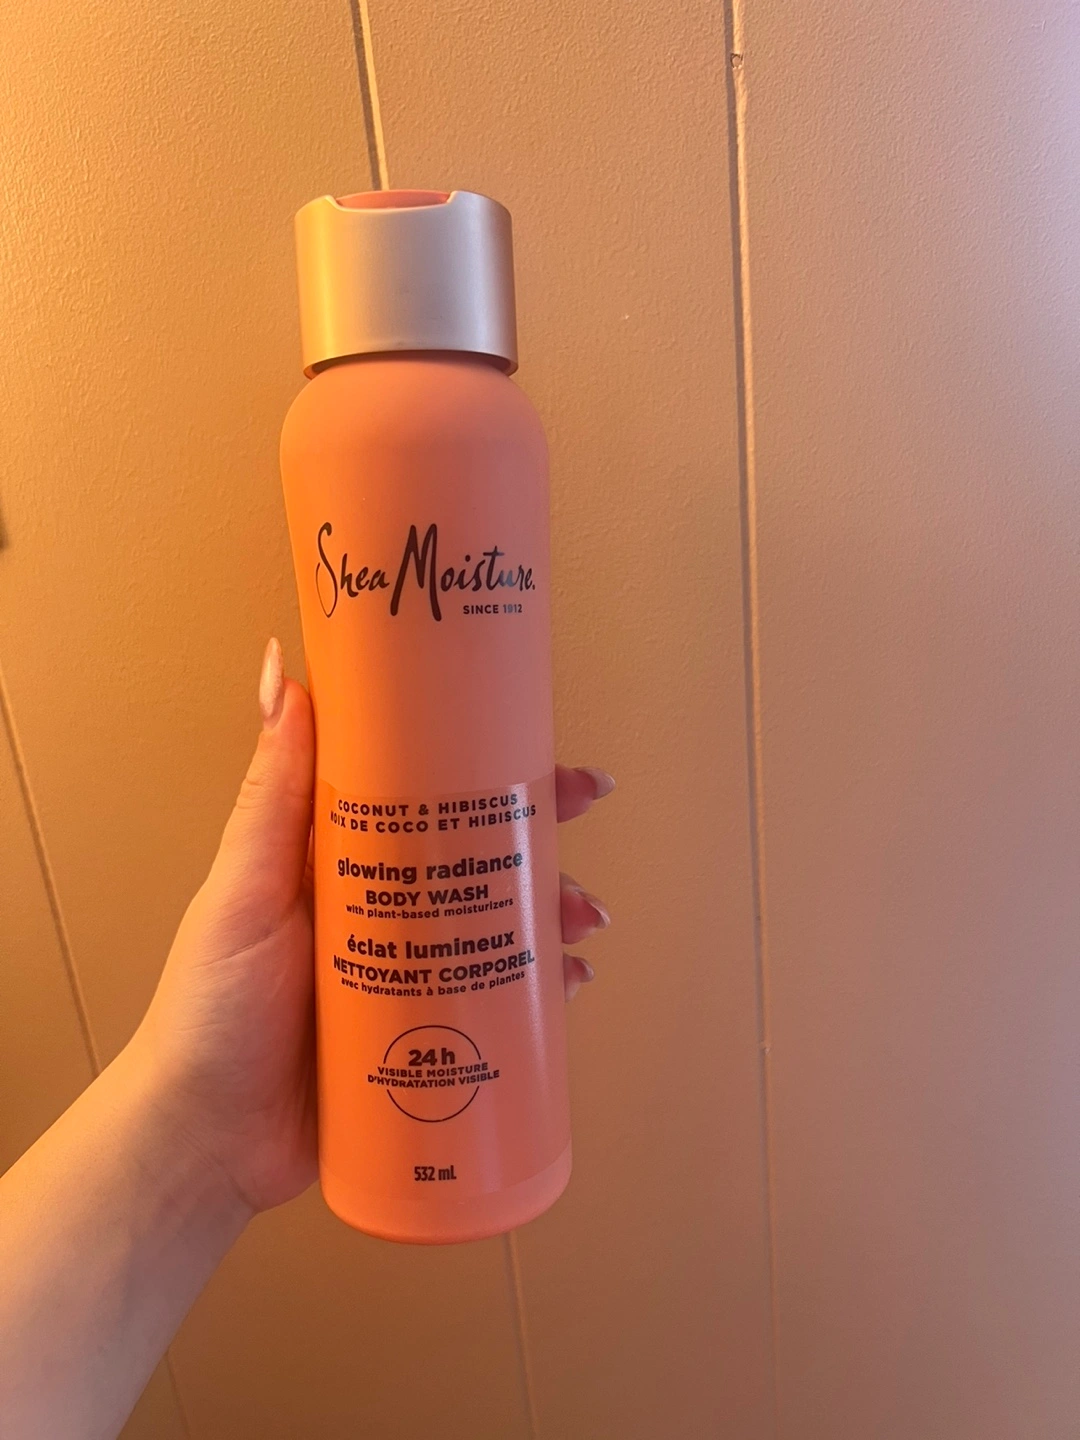 SheaMoisture.
SINCE 1912
COCONUT & HIBISCUS
NOIX DE COCO ET HIBISCUS
glowing radiance
BODY WASH
with plant-based moisturizers
éclat lumineux
NETTOYANT CORPOREL
avec hydratants à base de plantes
24h
VISIBLE MOISTURE
D'HYDRATATION VISIBLE
532 mL